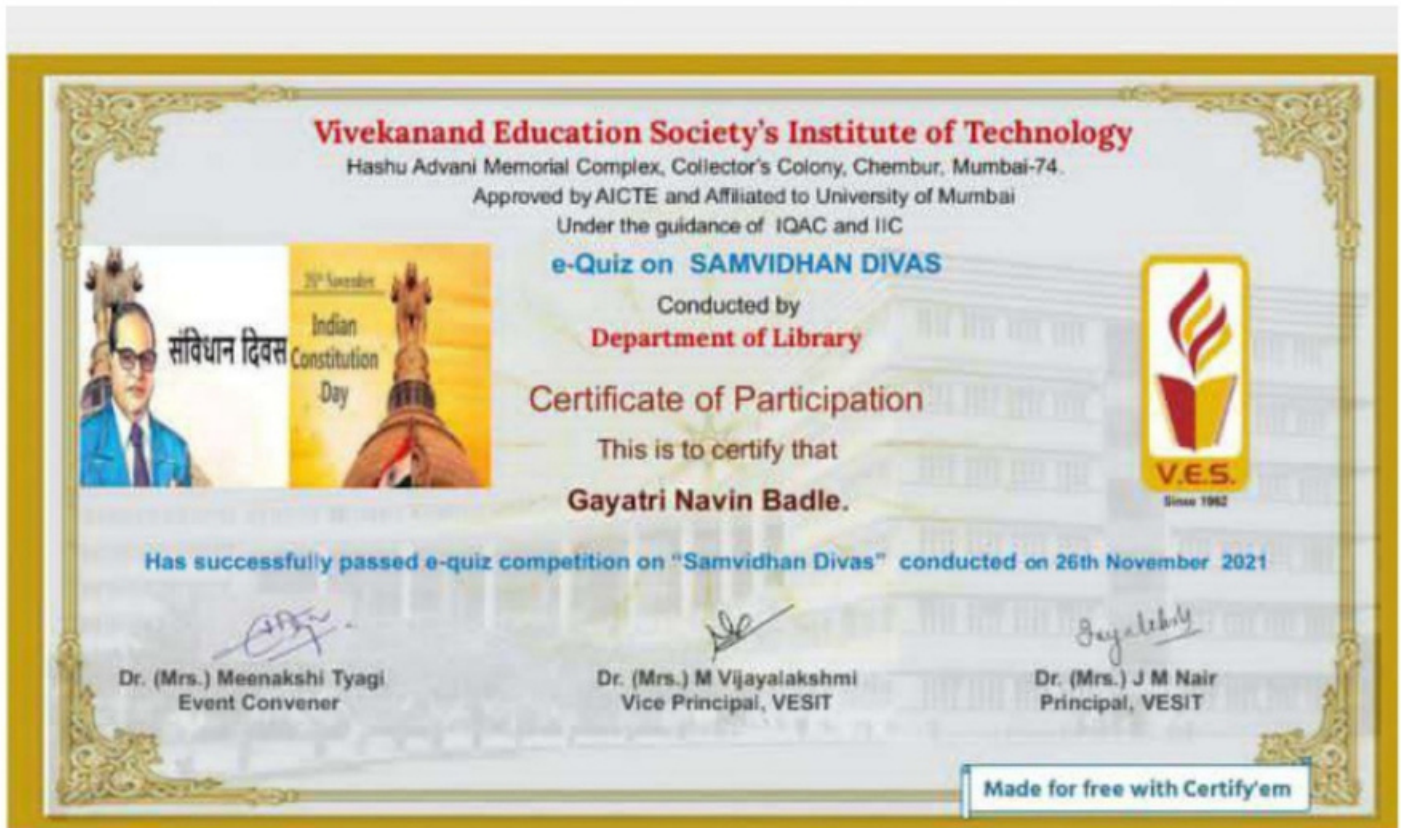 Vivekanand Education Society's Institute of Technology
Hashu Advani Memorial Complex, Collector's Colony, Chembur, Mumbai-74.
Approved by AICTE and Affiliated to University of Mumbai
Under the guidance of IQAC and IIC
e-Quiz on SAMVIDHAN DIVAS
Conducted by
Department of Library
संविधान दिवस
26th November
Indian
Constitution
Day
Certificate of Participation
This is to certify that
Gayatri Navin Badle.
V.E.S.
Since 1962
Has successfully passed e-quiz competition on "Samvidhan Divas" conducted on 26th November 2021
Jayalekshmi
Dr. (Mrs.) Meenakshi Tyagi
Event Convener
Dr. (Mrs.) M Vijayalakshmi
Vice Principal, VESIT
Dr. (Mrs.) J M Nair
Principal, VESIT
Made for free with Certify'em